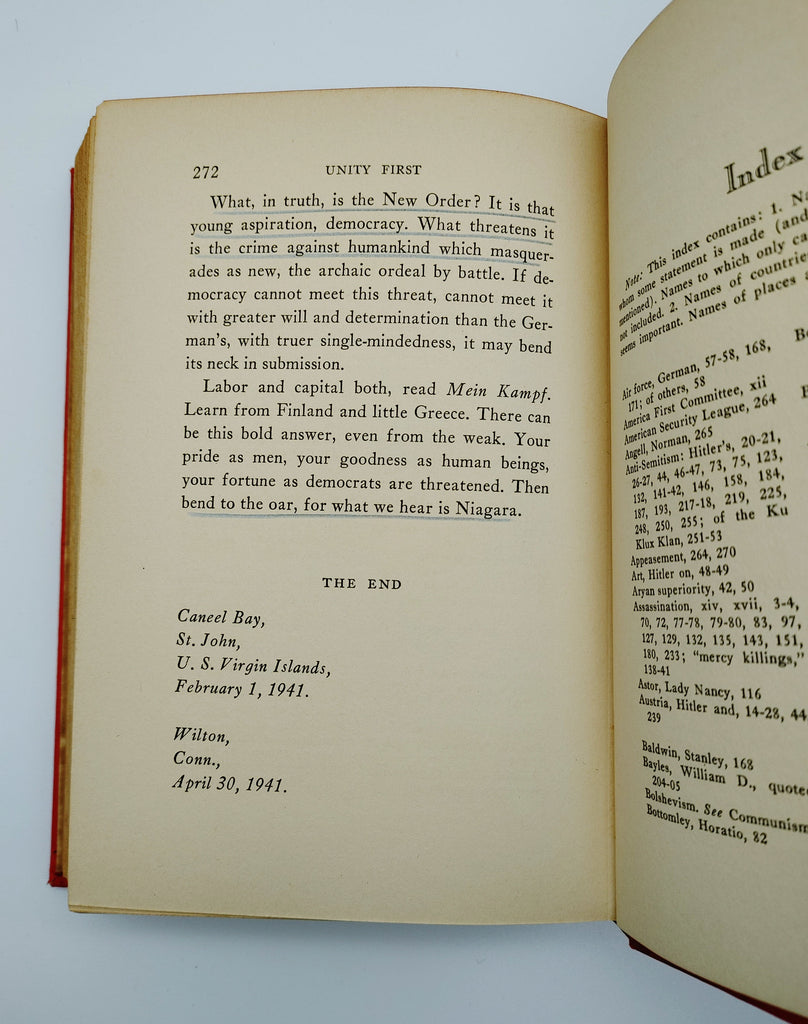 272 UNITY FIRST
What, in truth, is the New Order? It is that
young aspiration, democracy. What threatens it
is the crime against humankind which masquer-
ades as new, the archaic ordeal by battle. If de-
mocracy cannot meet this threat, cannot meet it
with greater will and determination than the Ger-
man's, with truer single-mindedness, it may bend
its neck in submission.
Labor and capital both, read Mein Kampf.
Learn from Finland and little Greece. There can
be this bold answer, even from the weak. Your
pride as men, your goodness as human beings,
your fortune as democrats are threatened. Then
bend to the oar, for what we hear is Niagara.
THE END
Caneel Bay,
St. John,
U. S. Virgin Islands,
February 1, 1941.
Wilton,
Conn.,
April 30, 1941.
Index
Note: This index contains: 1.
whom some statement is made (and
mentioned). Names to which only
not included. 2. Names of
seems important. Names of places
Air force, German, 57-58, 168,
171; of others, 58
America First Committee, xii
American Security League, 264
Angell, Norman, 265
Anti-Semitism: Hitler's, 20-21,
26-27, 44, 46-47, 73, 75, 123,
132, 141-42, 146, 158, 184,
187, 193, 217-18, 219, 225,
248, 250, 255; of the Ku
Klux Klan, 251-53
Appeasement, 264, 270
Art, Hitler on, 48-49
Aryan superiority, 42, 50
Assassination, xiv, xvii, 3-4,
70, 72, 77-78, 79-80, 83, 97,
127, 129, 132, 135, 143, 151,
180, 233; "mercy killings,"
138-41
Astor, Lady Nancy, 116
Austria, Hitler and, 14-28, 44
239
Baldwin, Stanley, 168
Bayles, William D.,
204-05
Bolshevism. See Communism
Bottomley, Horatio, 82